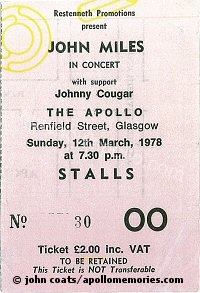 Restenneth Promotions
present
JOHN MILES
IN CONCERT
with support
Johnny Cougar
THE APOLLO
Renfield Street, Glasgow
Sunday, 12th March, 1978
at 7.30 p.m.
STALLS
No 30 OO
Ticket £2.00 inc. VAT
TO BE RETAINED
This Ticket is NOT Transferable
© john coats/apollomemories.com